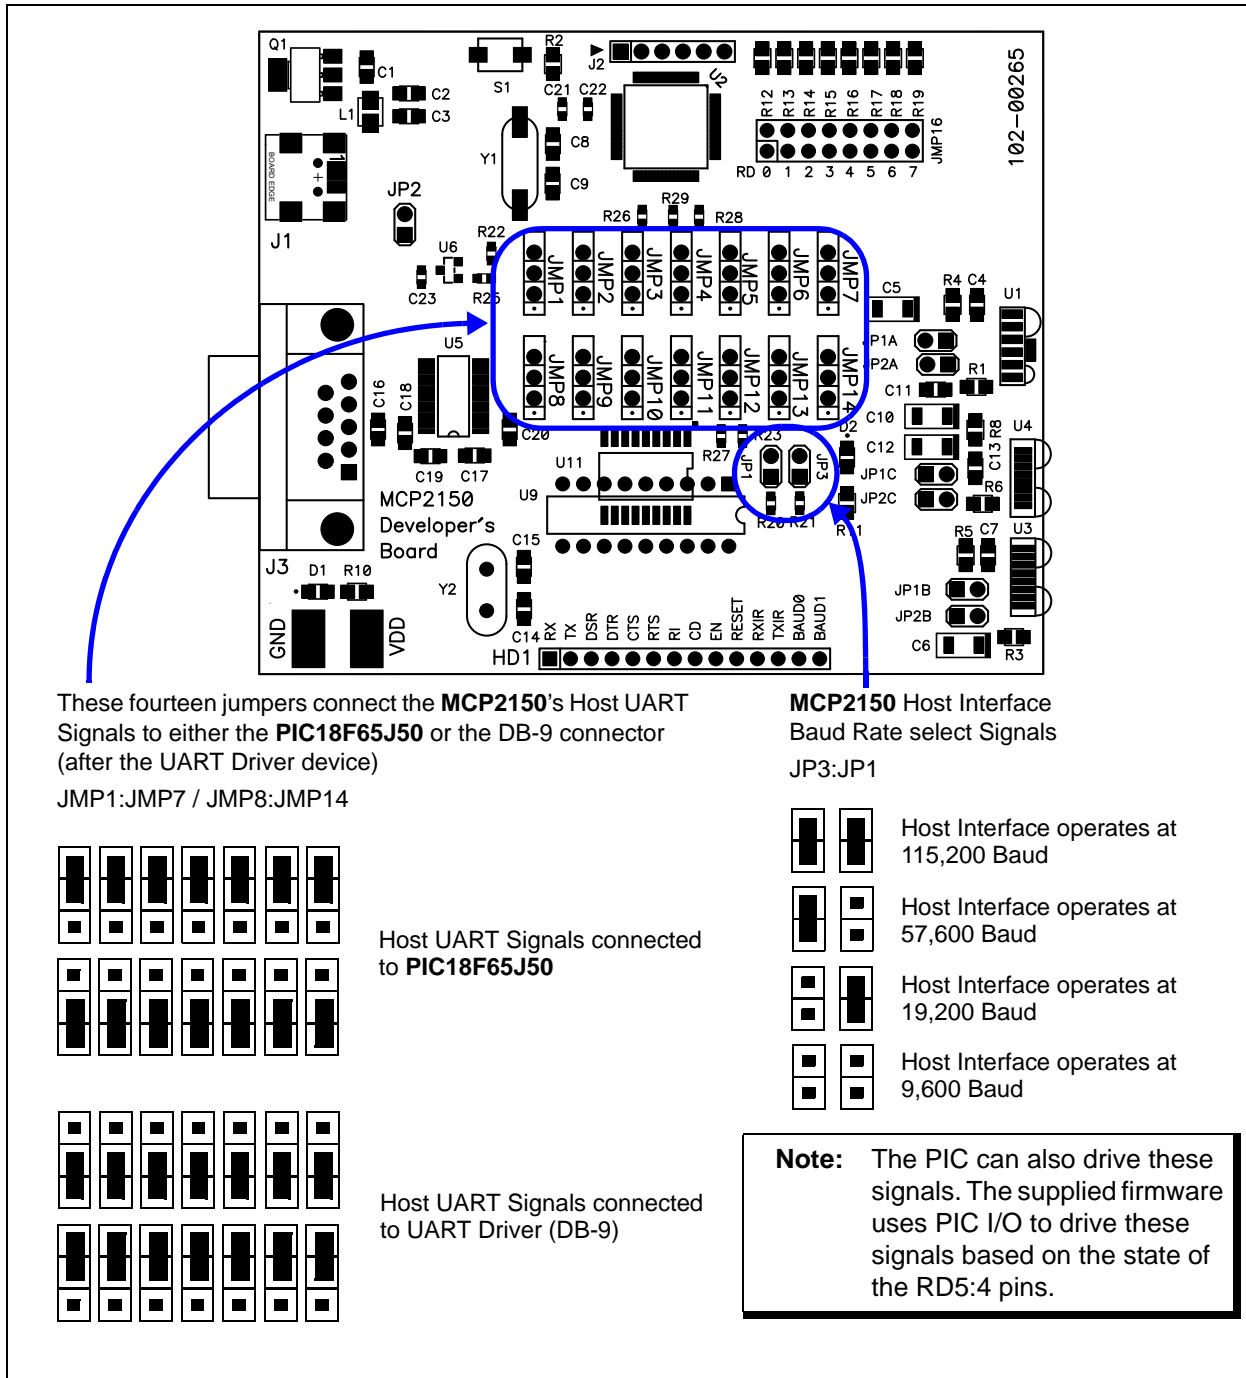 Q1
C1
C2
C3
L1
BOARD EDGE
1
J1
JP2
S1
R2
J2
U2
C21
C22
C8
C9
Y1
R12
R13
R14
R15
R16
R17
R18
R19
RD 0 1 2 3 4 5 6 7
JMP16
102-00265
R26
R29
R28
R22
U6
C23
R25
JMP1
JMP2
JMP3
JMP4
JMP5
JMP6
JMP7
C5
R4
C4
U1
JP1A
JP2A
C11
R1
U5
JMP8
JMP9
JMP10
JMP11
JMP12
JMP13
JMP14
C16
C18
C20
C19
C17
R27
R23
D2
C10
C12
R8
C13
U4
JP1
JP3
JP1C
JP2C
R6
U11
U9
R20
R21
R11
MCP2150
Developer's
Board
J3
D1
R10
GND
VDD
Y2
C15
C14
R5
C7
U3
JP1B
JP2B
C6
R3
HD1
RX
TX
DSR
DTR
CTS
RTS
RI
CD
EN
RESET
RXIR
TXIR
BAUD0
BAUD1
These fourteen jumpers connect the MCP2150's Host UART
Signals to either the PIC18F65J50 or the DB-9 connector
(after the UART Driver device)
JMP1:JMP7 / JMP8:JMP14
Host UART Signals connected
to PIC18F65J50
Host UART Signals connected
to UART Driver (DB-9)
MCP2150 Host Interface
Baud Rate select Signals
JP3:JP1
Host Interface operates at
115,200 Baud
Host Interface operates at
57,600 Baud
Host Interface operates at
19,200 Baud
Host Interface operates at
9,600 Baud
Note: The PIC can also drive these
signals. The supplied firmware
uses PIC I/O to drive these
signals based on the state of
the RD5:4 pins.